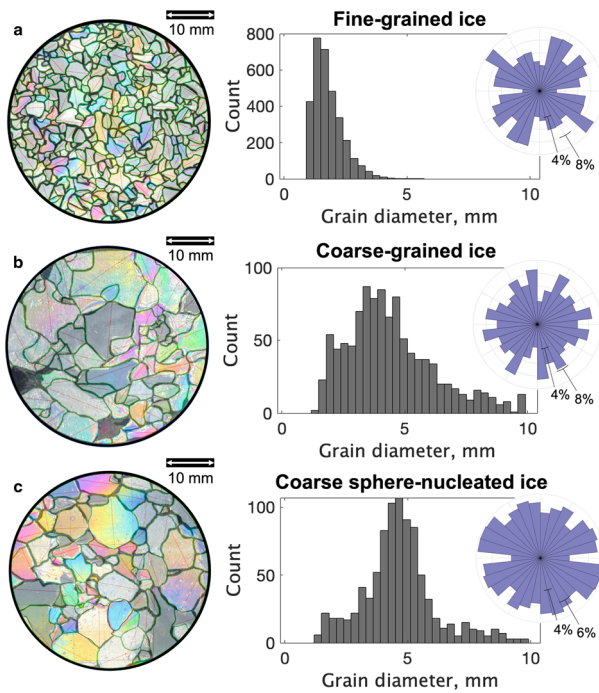 a
10 mm
Fine-grained ice
800
600
400
200
0
Count
0 5 10
Grain diameter, mm
4%
8%
b
10 mm
Coarse-grained ice
100
50
0
Count
0 5 10
Grain diameter, mm
4%
8%
c
10 mm
Coarse sphere-nucleated ice
100
50
0
Count
0 5 10
Grain diameter, mm
4%
6%